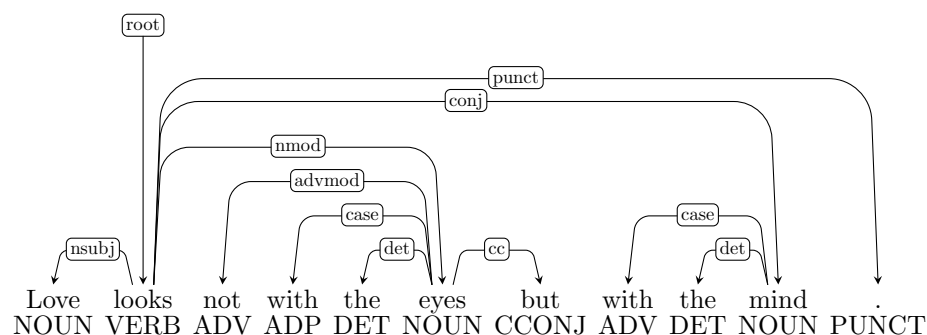 root
punct
conj
nmod
advmod
case case
nsubj det cc det
Love looks not with the eyes but with the mind .
NOUN VERB ADV ADP DET NOUN CCONJ ADV DET NOUN PUNCT